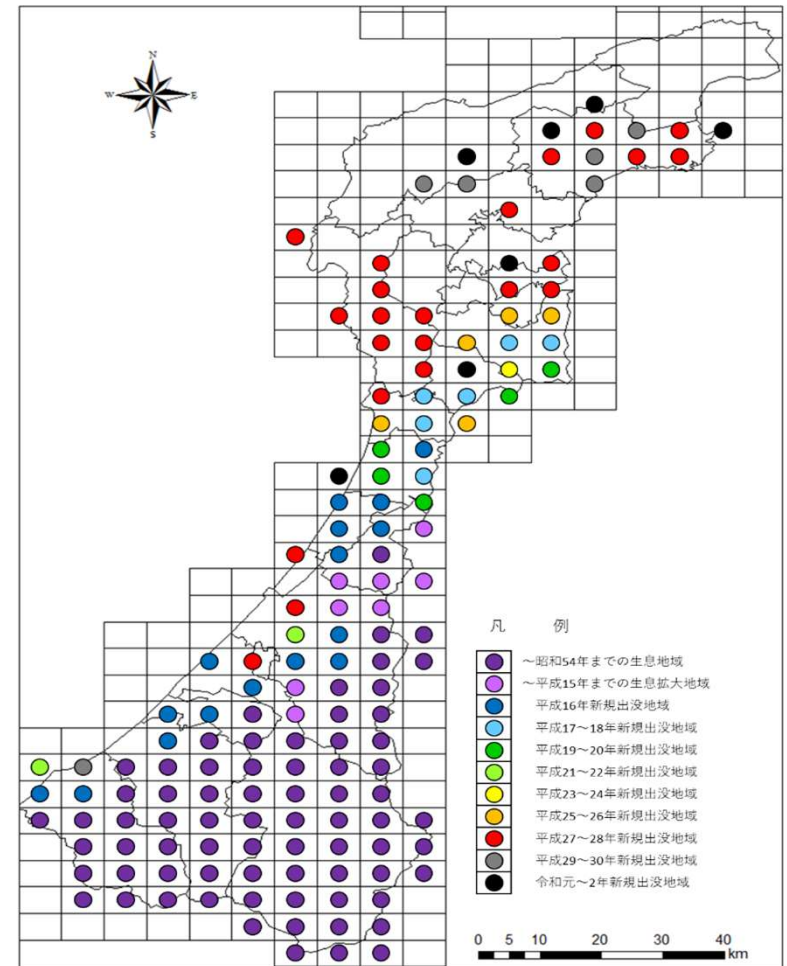 N
W E
S
凡 例
～昭和54年までの生息地域
～平成15年までの生息拡大地域
平成16年新規出没地域
平成17～18年新規出没地域
平成19～20年新規出没地域
平成21～22年新規出没地域
平成23～24年新規出没地域
平成25～26年新規出没地域
平成27～28年新規出没地域
平成29～30年新規出没地域
令和元～2年新規出没地域
0 5 10 20 30 40
km